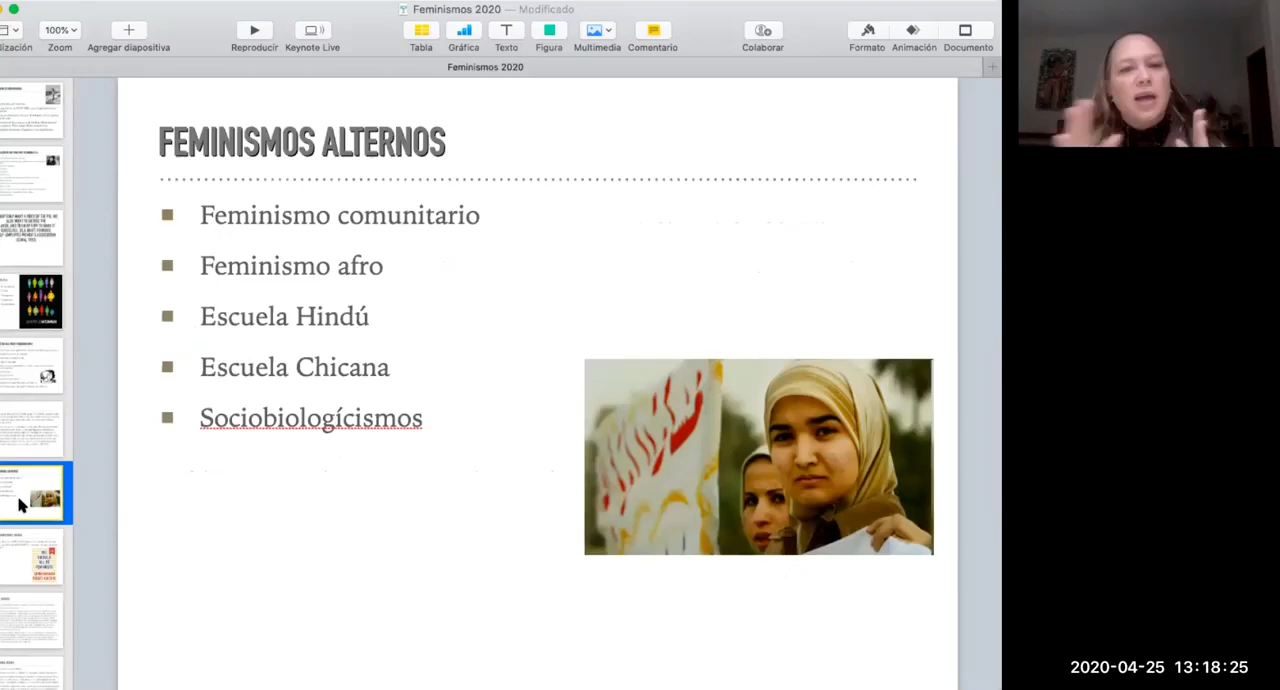 Feminismos 2020 — Modificado
100%
Zoom
Agregar diapositiva
Reproducir
Keynote Live
Tabla
Gráfica
Texto
Figura
Multimedia
Comentario
Colaborar
Formato
Animación
Documento
Feminismos 2020
FEMINISMOS ALTERNOS
Feminismo comunitario
Feminismo afro
Escuela Hindú
Escuela Chicana
Sociobiologícismos
2020-04-25 13:18:25